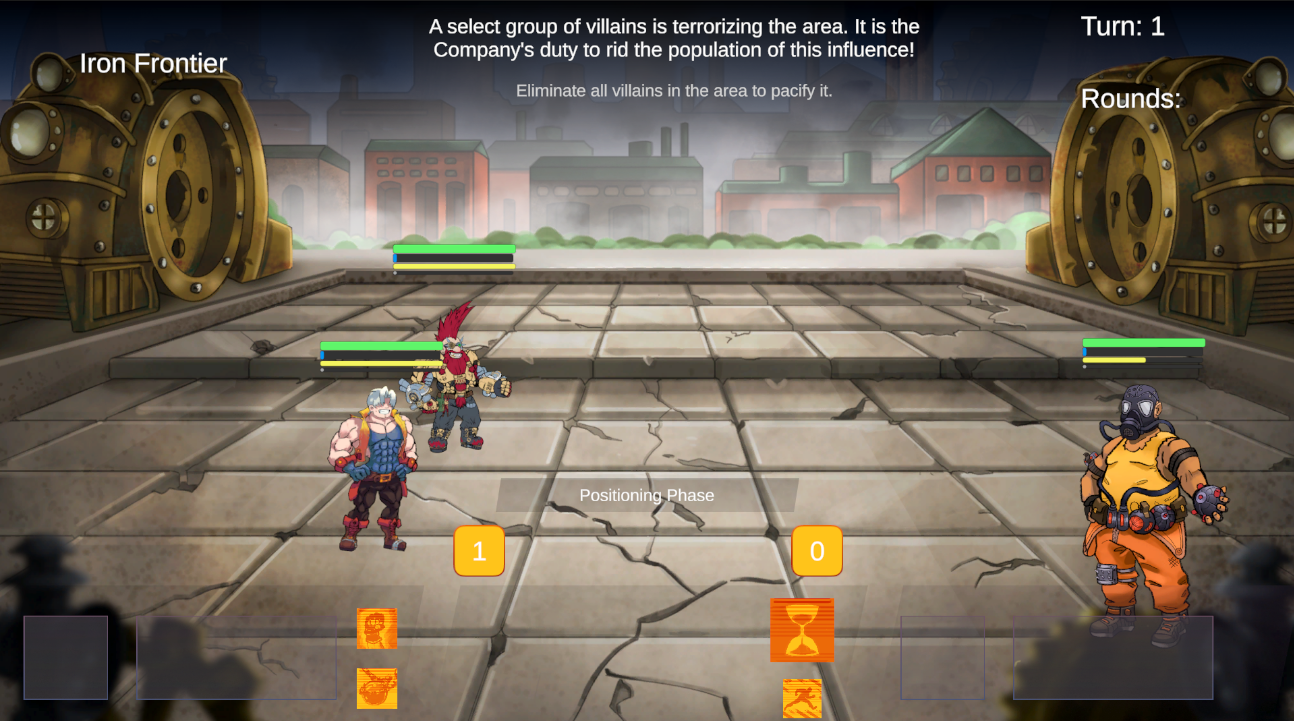 A select group of villains is terrorizing the area. It is the
Company's duty to rid the population of this influence!
Turn: 1
Iron Frontier
Eliminate all villains in the area to pacify it.
Rounds:
Positioning Phase
1
0